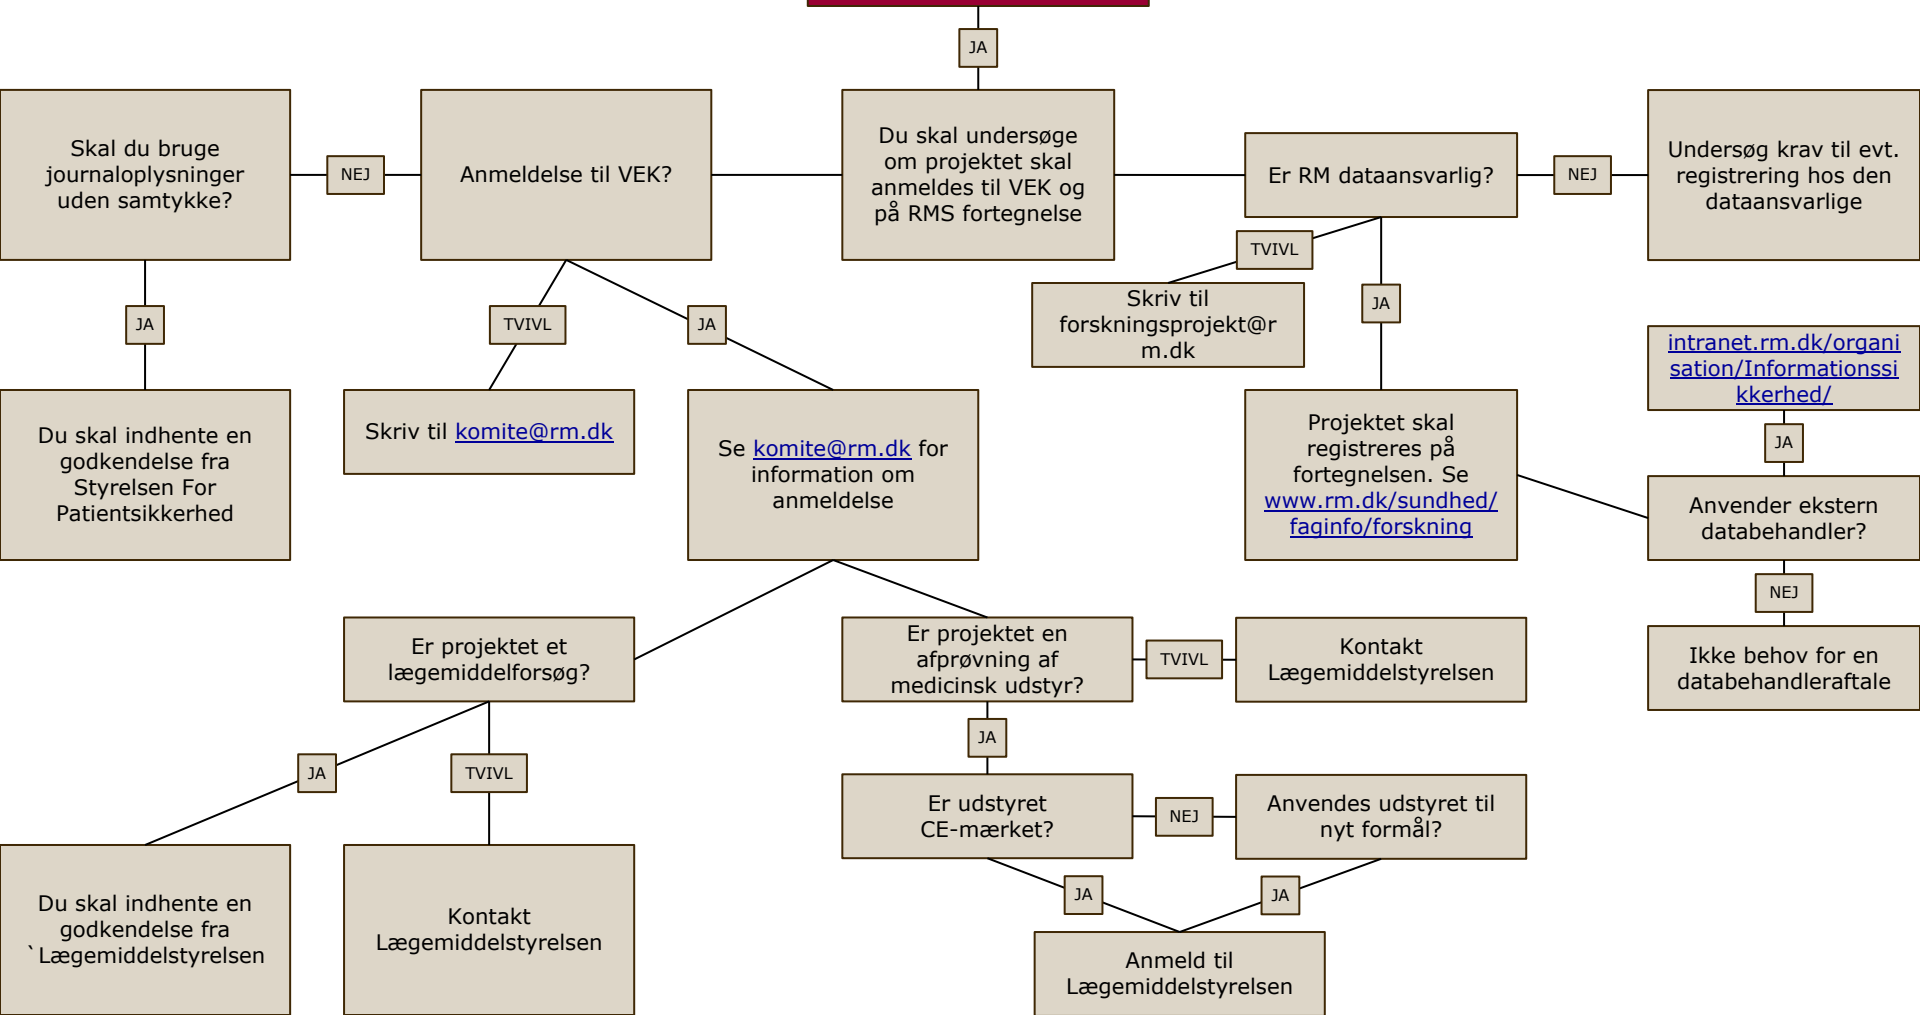 JA
Skal du bruge
journaloplysninger
uden samtykke?
NEJ
Anmeldelse til VEK?
Du skal undersøge
om projektet skal
anmeldes til VEK og
på RMS fortegnelse
Er RM dataansvarlig?
NEJ
Undersøg krav til evt.
registrering hos den
dataansvarlige
TVIVL
Skriv til
forskningsprojekt@r
m.dk
JA
JA
TVIVL
JA
intranet.rm.dk/organi
sation/Informationssi
kkerhed/
JA
Du skal indhente en
godkendelse fra
Styrelsen For
Patientsikkerhed
Skriv til komite@rm.dk
Se komite@rm.dk for
information om
anmeldelse
Projektet skal
registreres på
fortegnelsen. Se
www.rm.dk/sundhed/
faginfo/forskning
Anvender ekstern
databehandler?
NEJ
Ikke behov for en
databehandleraftale
Er projektet et
lægemiddelforsøg?
Er projektet en
afprøvning af
medicinsk udstyr?
TVIVL
Kontakt
Lægemiddelstyrelsen
JA
TVIVL
JA
Er udstyret
CE-mærket?
NEJ
Anvendes udstyret til
nyt formål?
JA
JA
Du skal indhente en
godkendelse fra
`Lægemiddelstyrelsen
Kontakt
Lægemiddelstyrelsen
Anmeld til
Lægemiddelstyrelsen